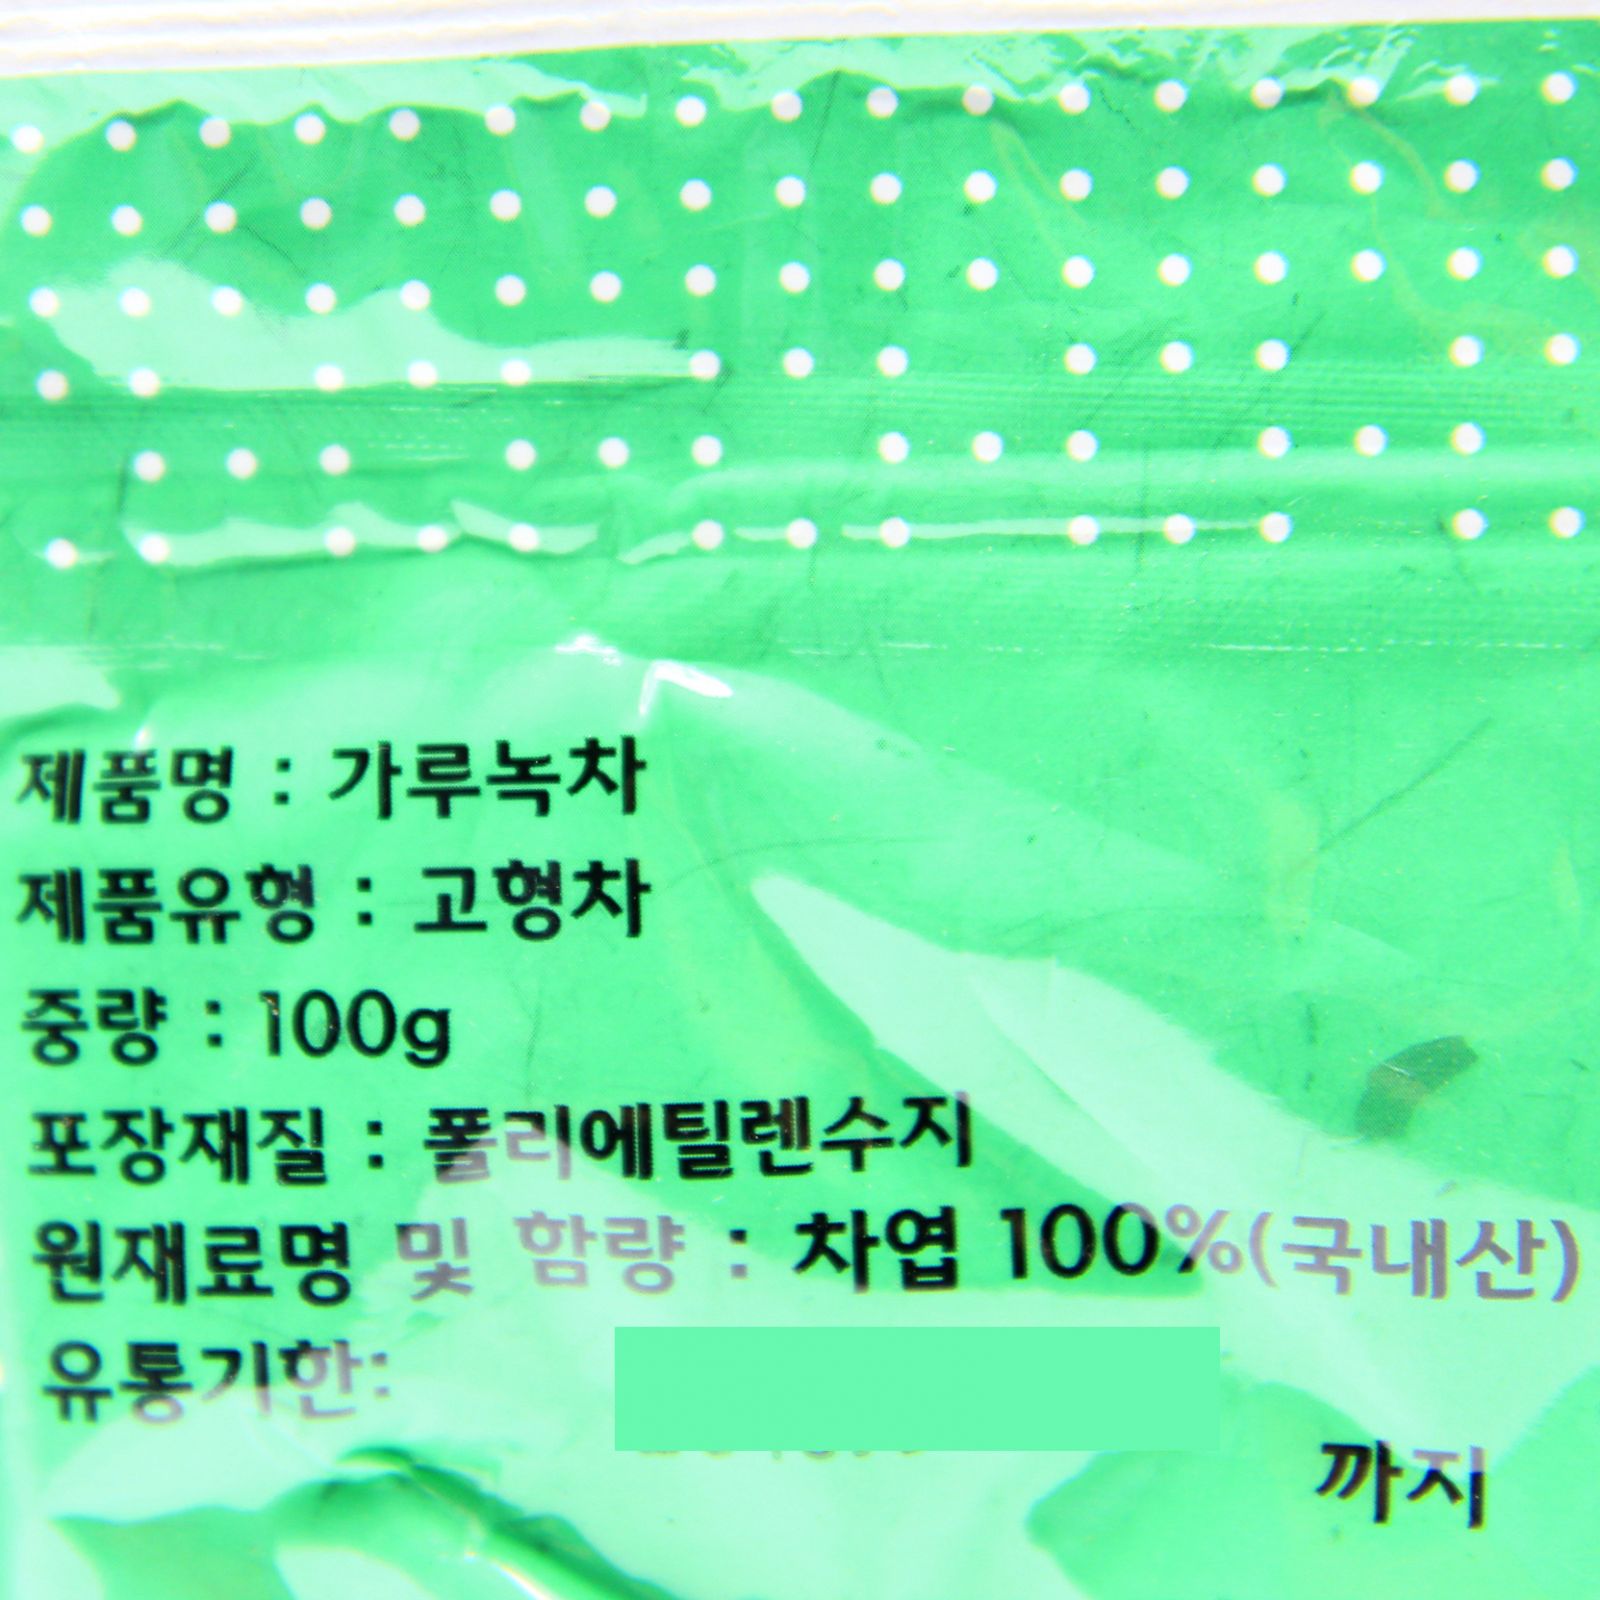 제품명 : 가루녹차
제품유형 : 고형차
중량 : 100g
포장재질 : 폴리에틸렌수지
원재료명 및 함량 : 차엽 100%(국내산)
유통기한:
까지